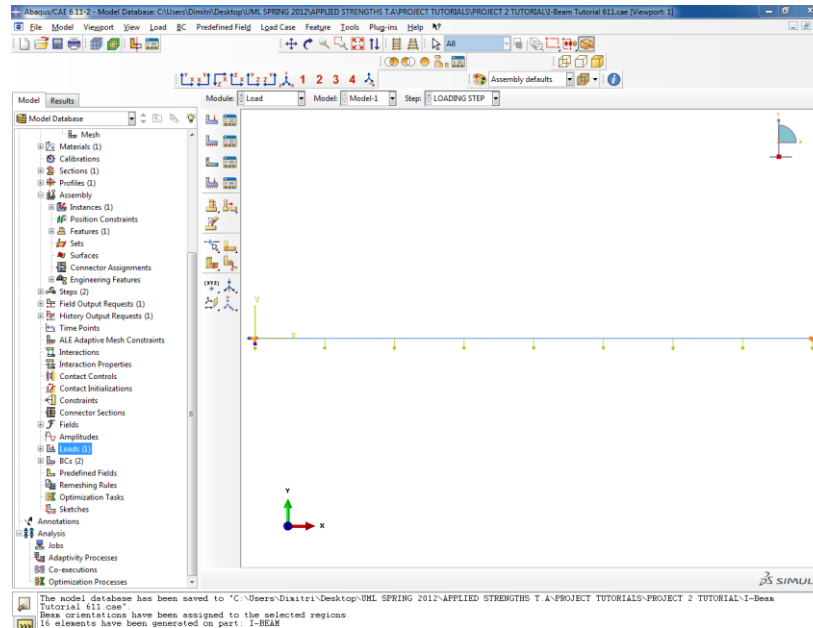 Abaqus/CAE 6.11-2 - Model Database: C:\Users\Dimitri\Desktop\UML SPRING 2012\APPLIED STRENGTHS T.A\PROJECT TUTORIALS\PROJECT 2 TUTORIAL\I-Beam Tutorial 611.cae [Viewport: 1]
File Model Viewport View Load BC Predefined Field Load Case Feature Tools Plug-ins Help
All
1 2 3 4
Assembly defaults
Model Results
Module: Load Model: Model-1 Step: LOADING STEP
Model Database
Mesh
Materials (1)
Calibrations
Sections (1)
Profiles (1)
Assembly
Instances (1)
Position Constraints
Features (1)
Sets
Surfaces
Connector Assignments
Engineering Features
Steps (2)
Field Output Requests (1)
History Output Requests (1)
Time Points
ALE Adaptive Mesh Constraints
Interactions
Interaction Properties
Contact Controls
Contact Initializations
Constraints
Connector Sections
Fields
Amplitudes
Loads (1)
BCs (2)
Predefined Fields
Remeshing Rules
Optimization Tasks
Sketches
Annotations
Analysis
Jobs
Adaptivity Processes
Co-executions
Optimization Processes
(XYZ)
Y
X
Y
X
SIMUL
The model database has been saved to "C:\Users\Dimitri\Desktop\UML SPRING 2012\APPLIED STRENGTHS T.A\PROJECT TUTORIALS\PROJECT 2 TUTORIAL\I-Beam
Tutorial 611.cae".
Beam orientations have been assigned to the selected regions.
16 elements have been generated on part: I-BEAM